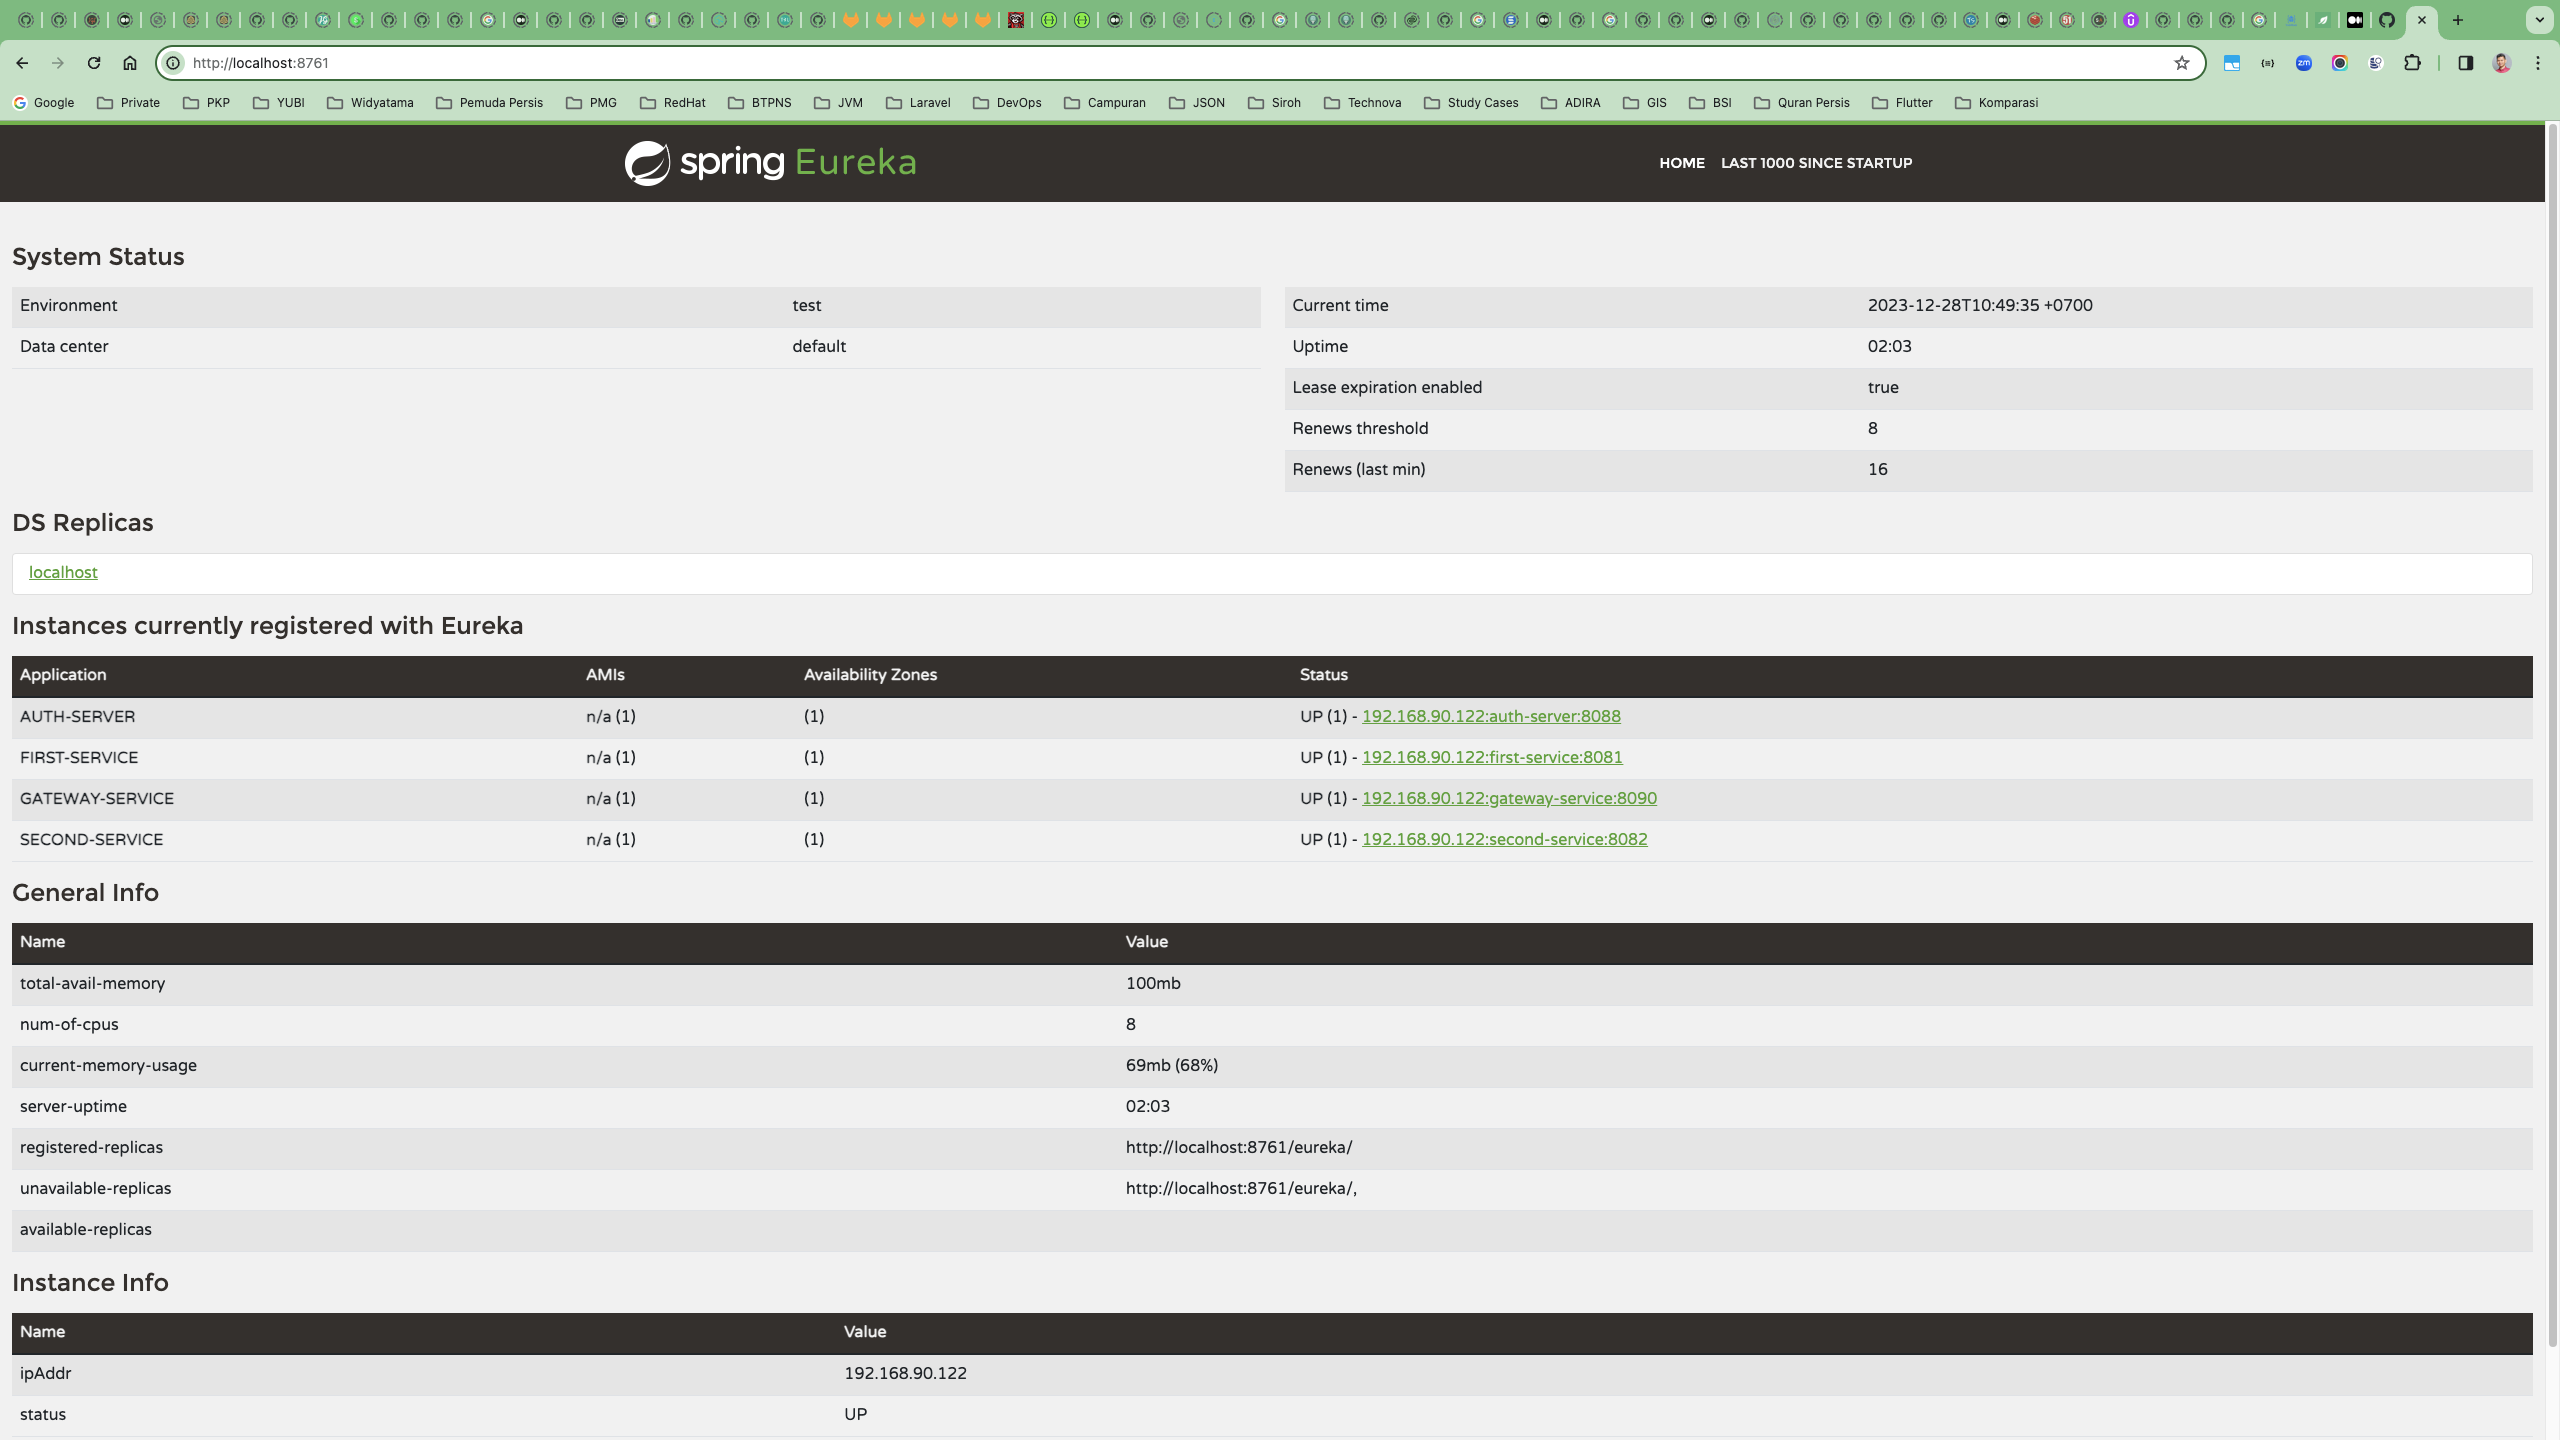 http://localhost:8761
Google Private PKP YUBI Widyatama Pemuda Persis PMG RedHat BTPNS JVM Laravel DevOps Campuran JSON Siroh Technova Study Cases ADIRA GIS BSI Quran Persis Flutter Komparasi
spring Eureka
HOME LAST 1000 SINCE STARTUP
System Status
Environment test
Data center default
Current time 2023-12-28T10:49:35 +0700
Uptime 02:03
Lease expiration enabled true
Renews threshold 8
Renews (last min) 16
DS Replicas
localhost
Instances currently registered with Eureka
Application AMIs Availability Zones Status
AUTH-SERVER n/a (1) (1) UP (1) - 192.168.90.122:auth-server:8088
FIRST-SERVICE n/a (1) (1) UP (1) - 192.168.90.122:first-service:8081
GATEWAY-SERVICE n/a (1) (1) UP (1) - 192.168.90.122:gateway-service:8090
SECOND-SERVICE n/a (1) (1) UP (1) - 192.168.90.122:second-service:8082
General Info
Name Value
total-avail-memory 100mb
num-of-cpus 8
current-memory-usage 69mb (68%)
server-uptime 02:03
registered-replicas http://localhost:8761/eureka/
unavailable-replicas http://localhost:8761/eureka/,
available-replicas
Instance Info
Name Value
ipAddr 192.168.90.122
status UP